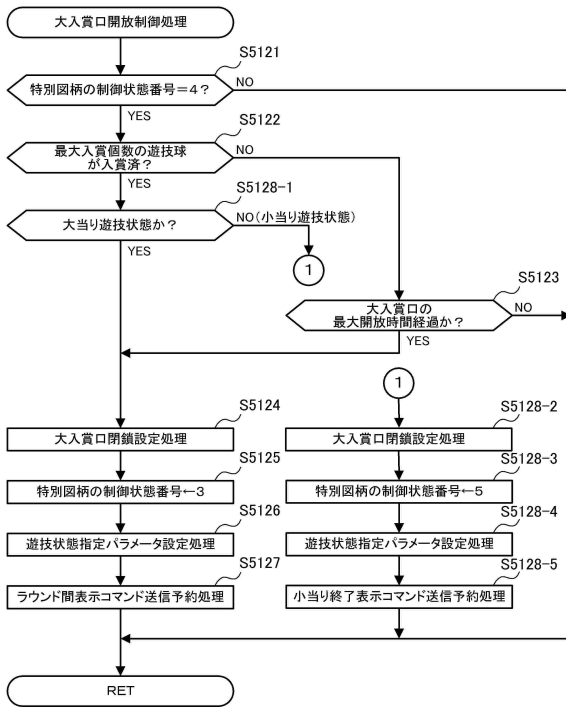 大入賞口開放制御処理
S5121
特別図柄の制御状態番号=4?
NO
YES
S5122
最大入賞個数の遊技球
が入賞済?
NO
YES
S5128-1
大当り遊技状態か?
NO(小当り遊技状態)
YES
1
S5123
大入賞口の
最大開放時間経過か?
NO
YES
1
S5124
大入賞口閉鎖設定処理
S5128-2
大入賞口閉鎖設定処理
S5125
特別図柄の制御状態番号←3
S5128-3
特別図柄の制御状態番号←5
S5126
遊技状態指定パラメータ設定処理
S5128-4
遊技状態指定パラメータ設定処理
S5127
ラウンド間表示コマンド送信予約処理
S5128-5
小当り終了表示コマンド送信予約処理
RET